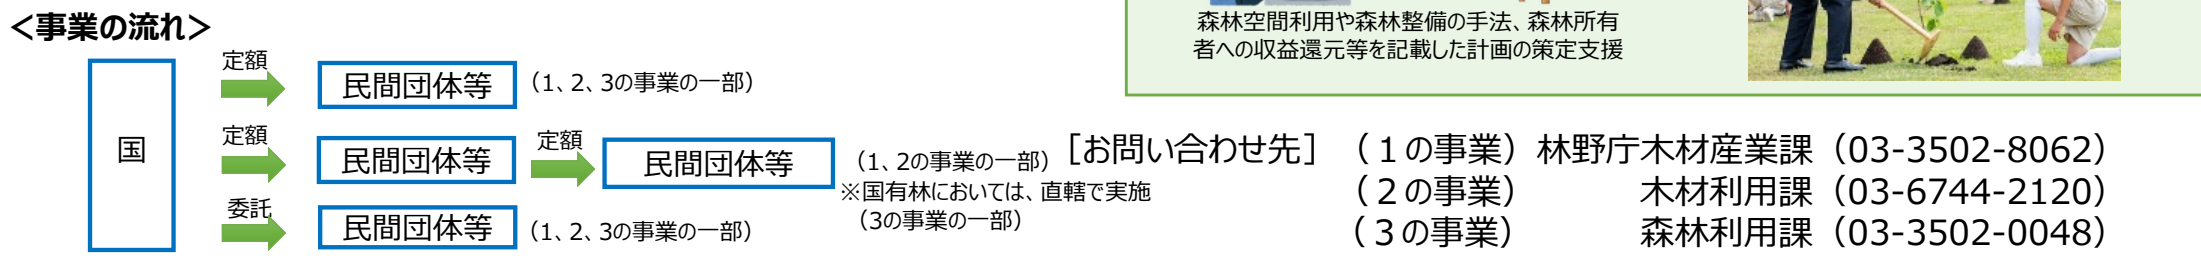 森林空間利用や森林整備の手法、森林所有
者への収益還元等を記載した計画の策定支援
<事業の流れ>
国
定額
民間団体等
（1、2、3の事業の一部）
定額
民間団体等
定額
民間団体等
（1、2の事業の一部）
※国有林においては、直轄で実施
（3の事業の一部）
委託
民間団体等
（1、2、3の事業の一部）
［お問い合わせ先］ （１の事業）林野庁木材産業課（03-3502-8062）
（２の事業） 木材利用課（03-6744-2120）
（３の事業） 森林利用課（03-3502-0048）